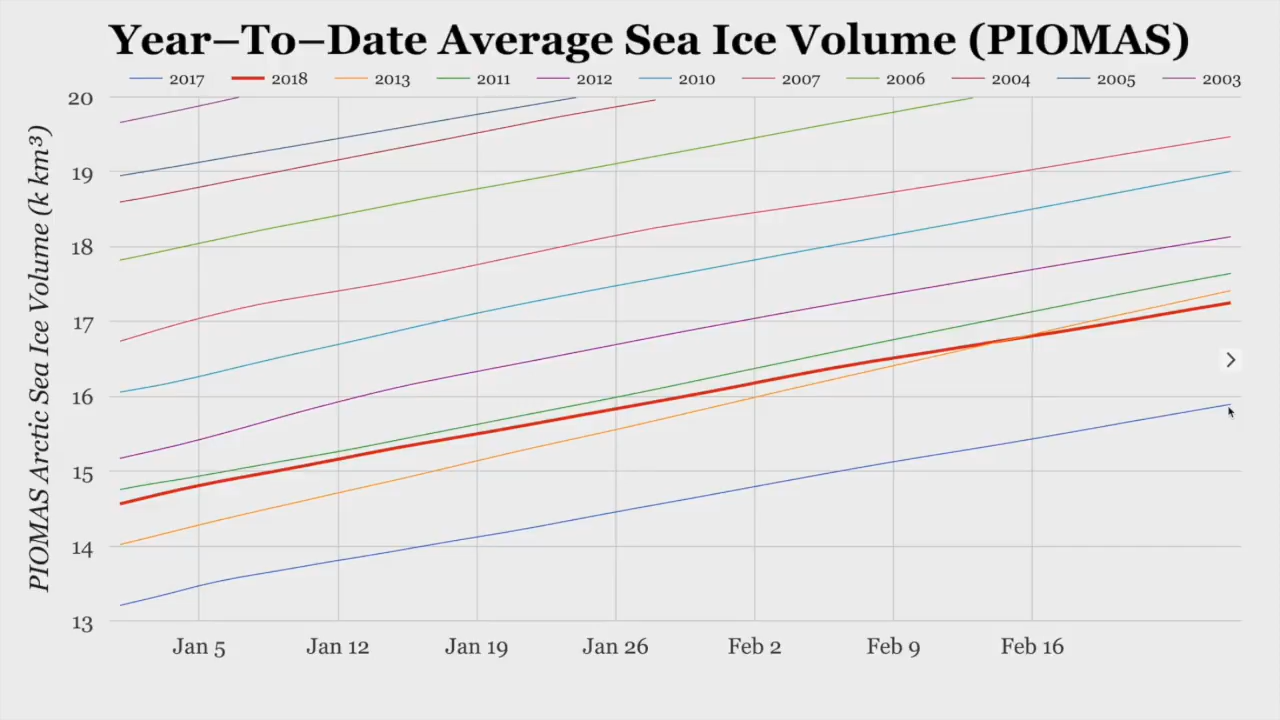 Year–To–Date Average Sea Ice Volume (PIOMAS)
2017 2018 2013 2011 2012 2010 2007 2006 2004 2005 2003
PIOMAS Arctic Sea Ice Volume (k km³)
20
19
18
17
16
15
14
13
Jan 5 Jan 12 Jan 19 Jan 26 Feb 2 Feb 9 Feb 16